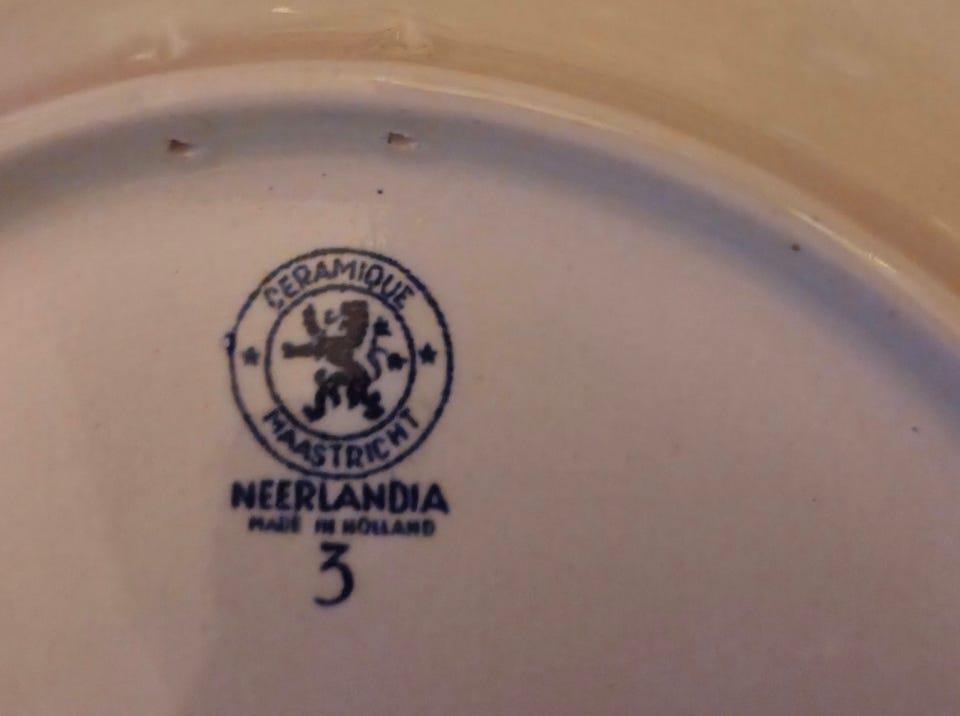 CERAMIQUE
MAASTRICHT
NEERLANDIA
MADE IN HOLLAND
3